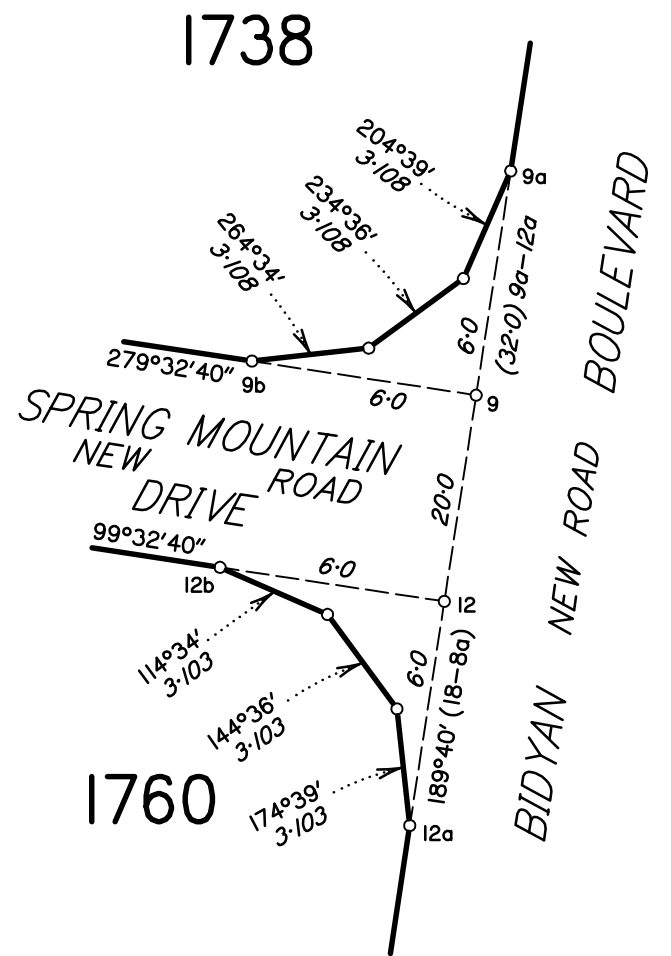 1738
204°39'
3·108
234°36'
3·108
264°34'
3·108
9a
(32·0) 9a–12a
6·0
BOULEVARD
279°32'40"
9b
6·0
9
SPRING MOUNTAIN
NEW ROAD
DRIVE
20·0
NEW ROAD
99°32'40"
12b
6·0
12
114°34'
3·103
144°36'
3·103
174°39'
3·103
6·0
189°40' (18–8a)
BIDYAN
1760
12a